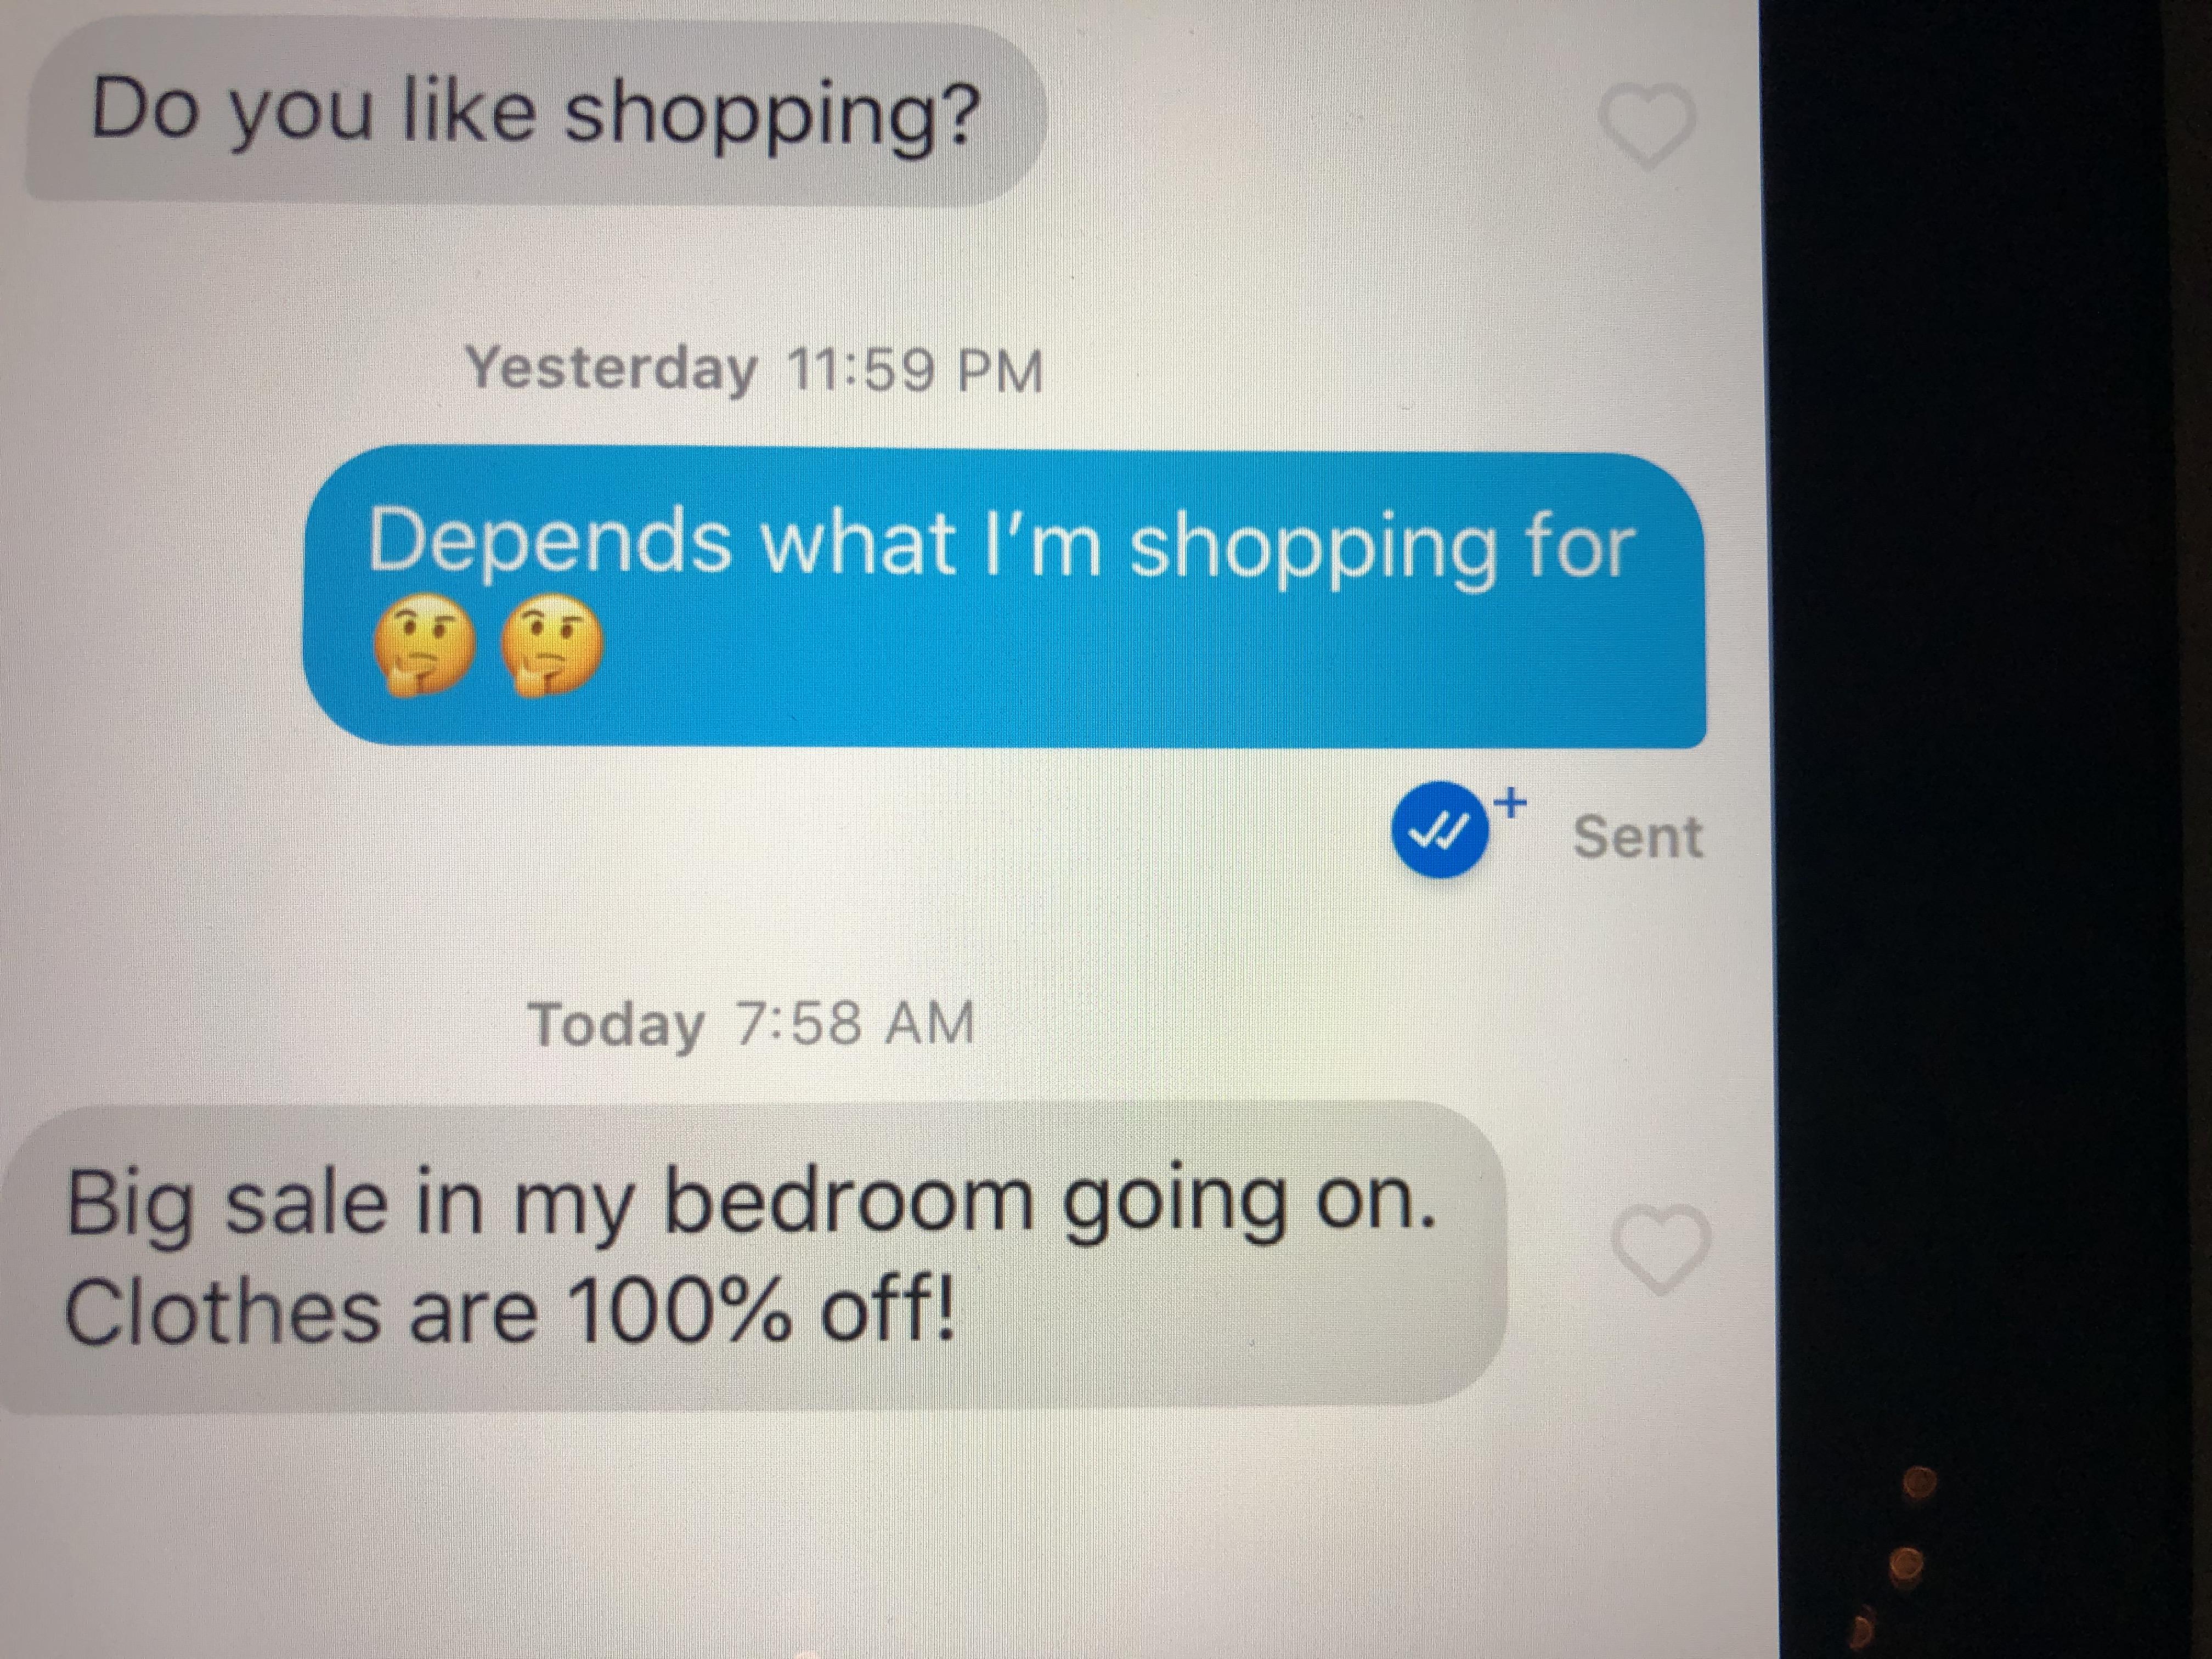 Do you like shopping?
Yesterday 11:59 PM
Depends what I’m shopping for
🤔 🤔
Sent
Today 7:58 AM
Big sale in my bedroom going on.
Clothes are 100% off!